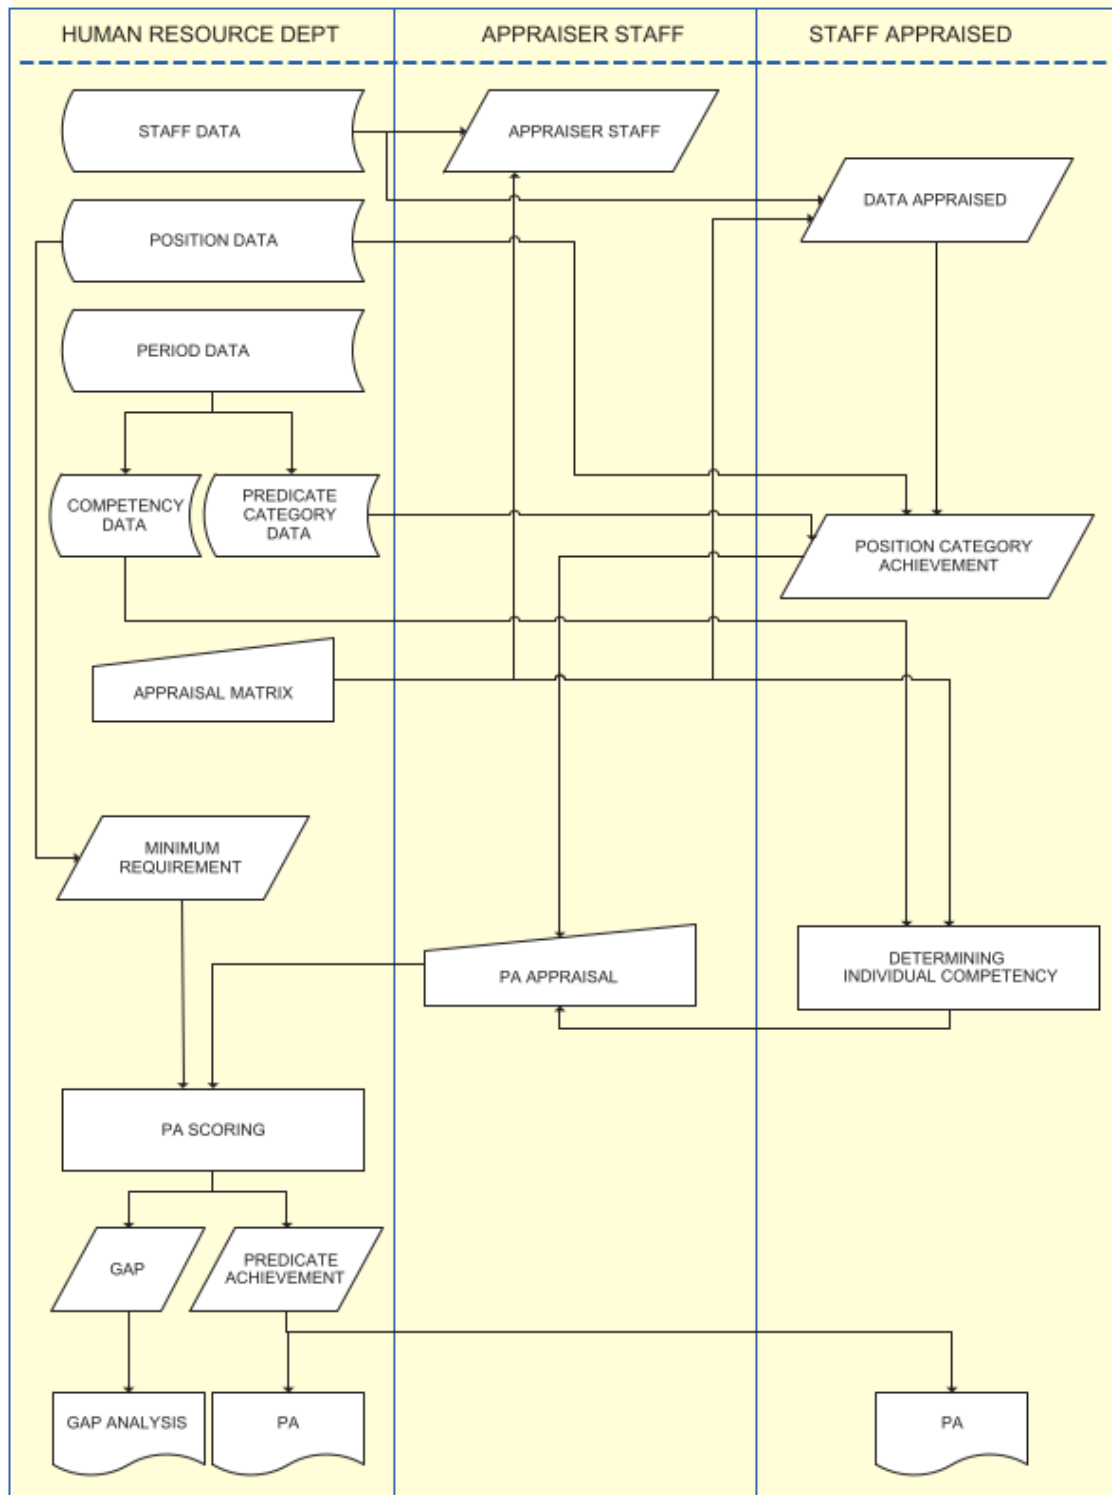 HUMAN RESOURCE DEPT
APPRAISER STAFF
STAFF APPRAISED
STAFF DATA
APPRAISER STAFF
DATA APPRAISED
POSITION DATA
PERIOD DATA
COMPETENCY
DATA
PREDICATE
CATEGORY
DATA
POSITION CATEGORY
ACHIEVEMENT
APPRAISAL MATRIX
MINIMUM
REQUIREMENT
PA APPRAISAL
DETERMINING
INDIVIDUAL COMPETENCY
PA SCORING
GAP
PREDICATE
ACHIEVEMENT
GAP ANALYSIS
PA
PA